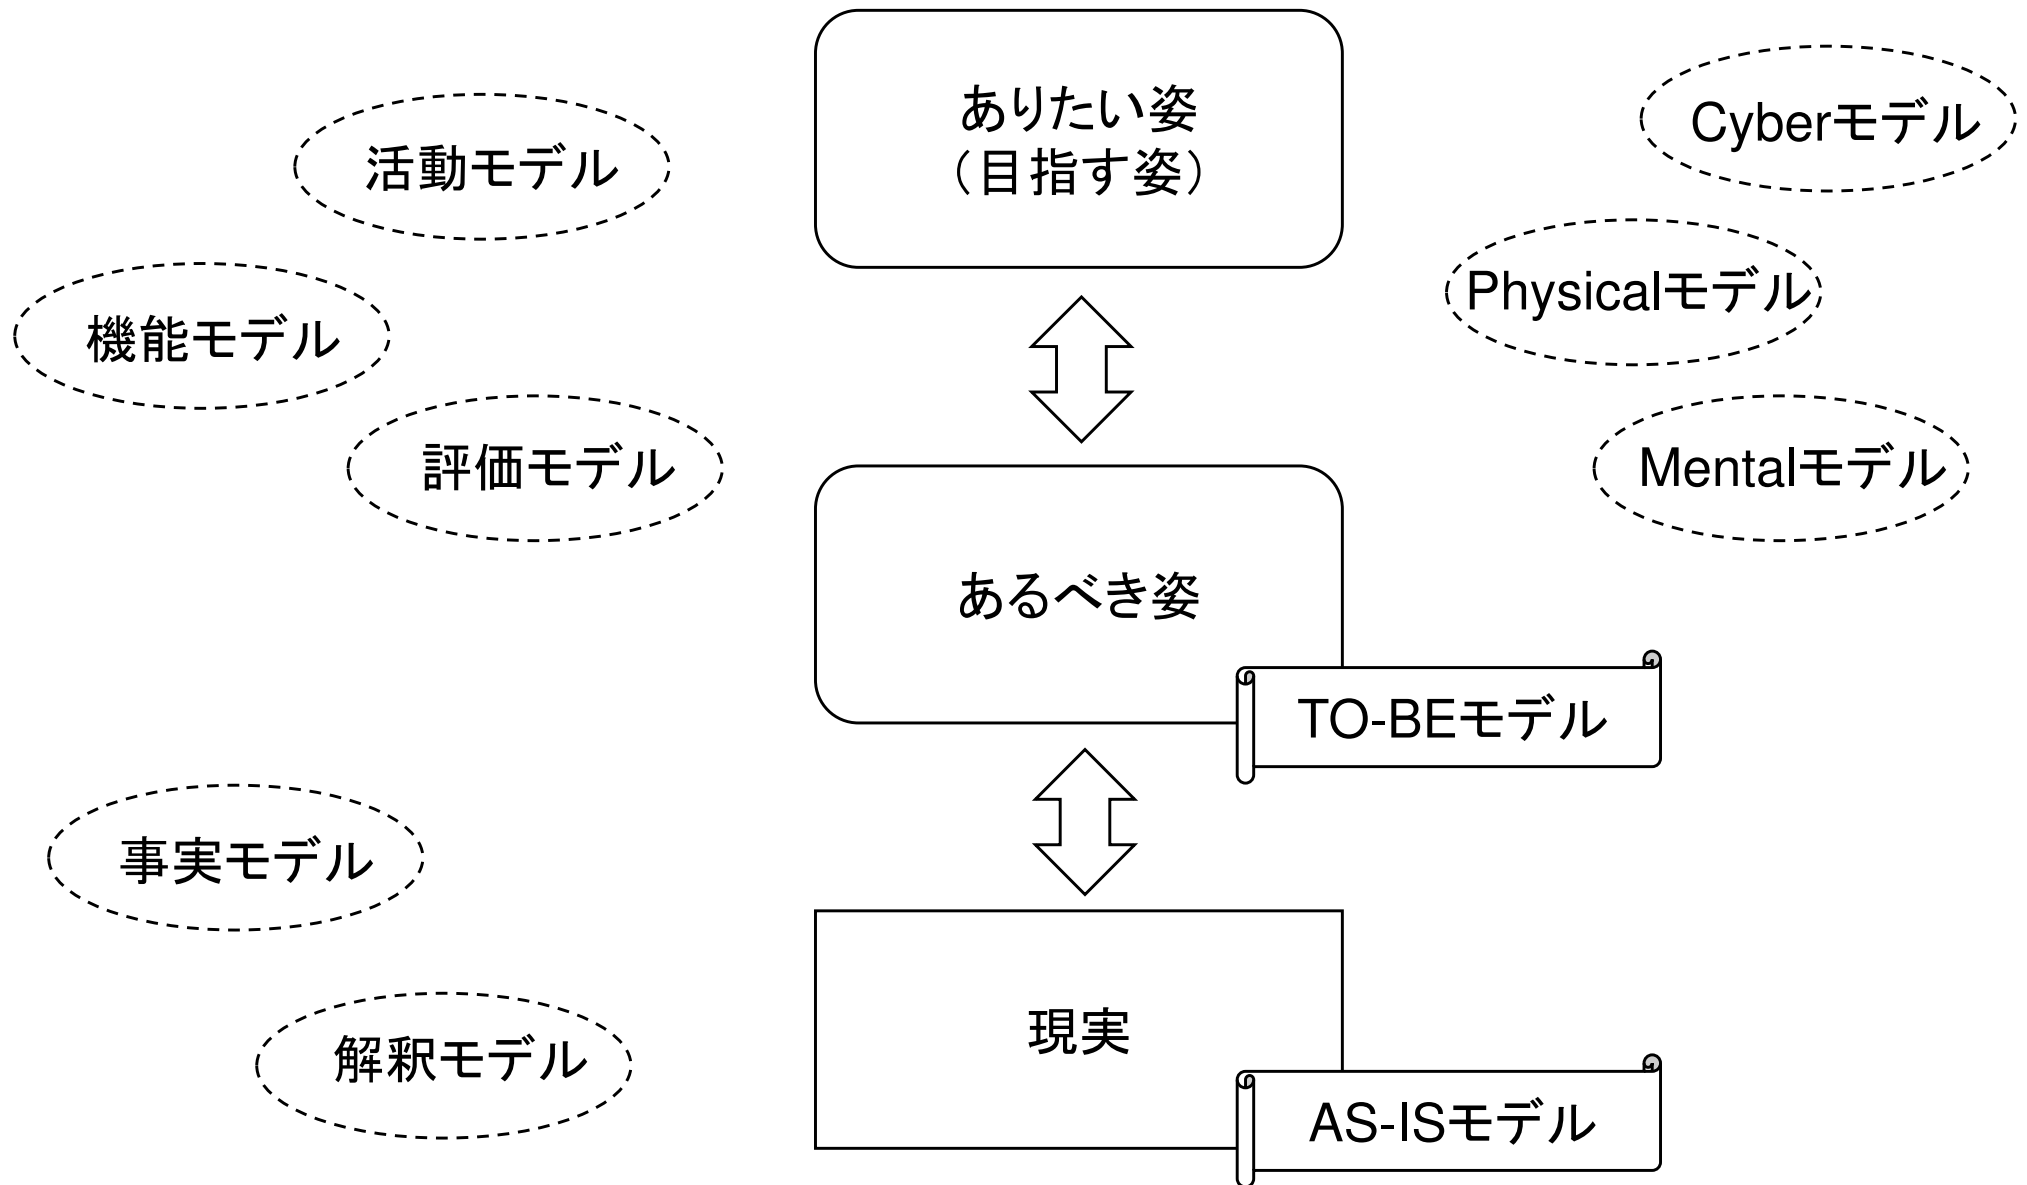 ありたい姿
(目指す姿)
Cyberモデル
活動モデル
Physicalモデル
機能モデル
評価モデル
Mentalモデル
あるべき姿
TO-BEモデル
事実モデル
現実
解釈モデル
AS-ISモデル